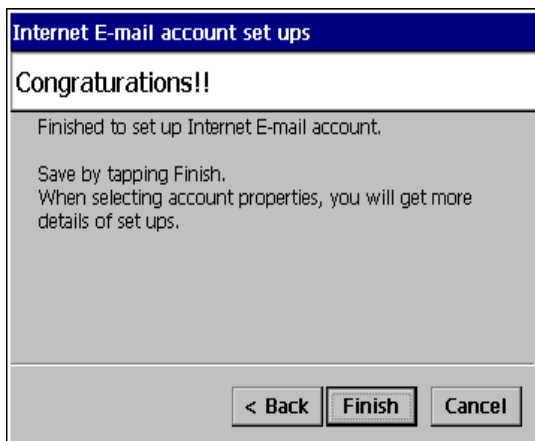 Internet E-mail account set ups
Congraturations!!
Finished to set up Internet E-mail account.
Save by tapping Finish.
When selecting account properties, you will get more
details of set ups.
< Back Finish Cancel